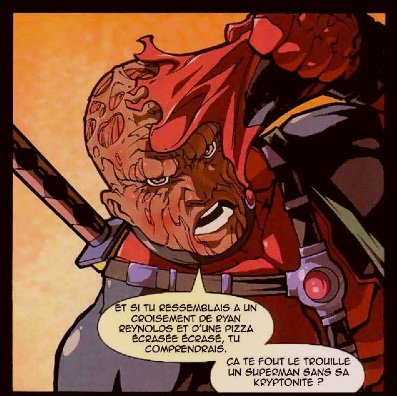 ET SI TU RESSEMBLAIS A UN
CROISEMENT DE RYAN
REYNOLDS ET D'UNE PIZZA
ÉCRASÉE ÉCRASÉ, TU
COMPRENDRAIS.
ÇA TE FOUT LE TROUILLE
UN SUPERMAN SANS SA
KRYPTONITE ?